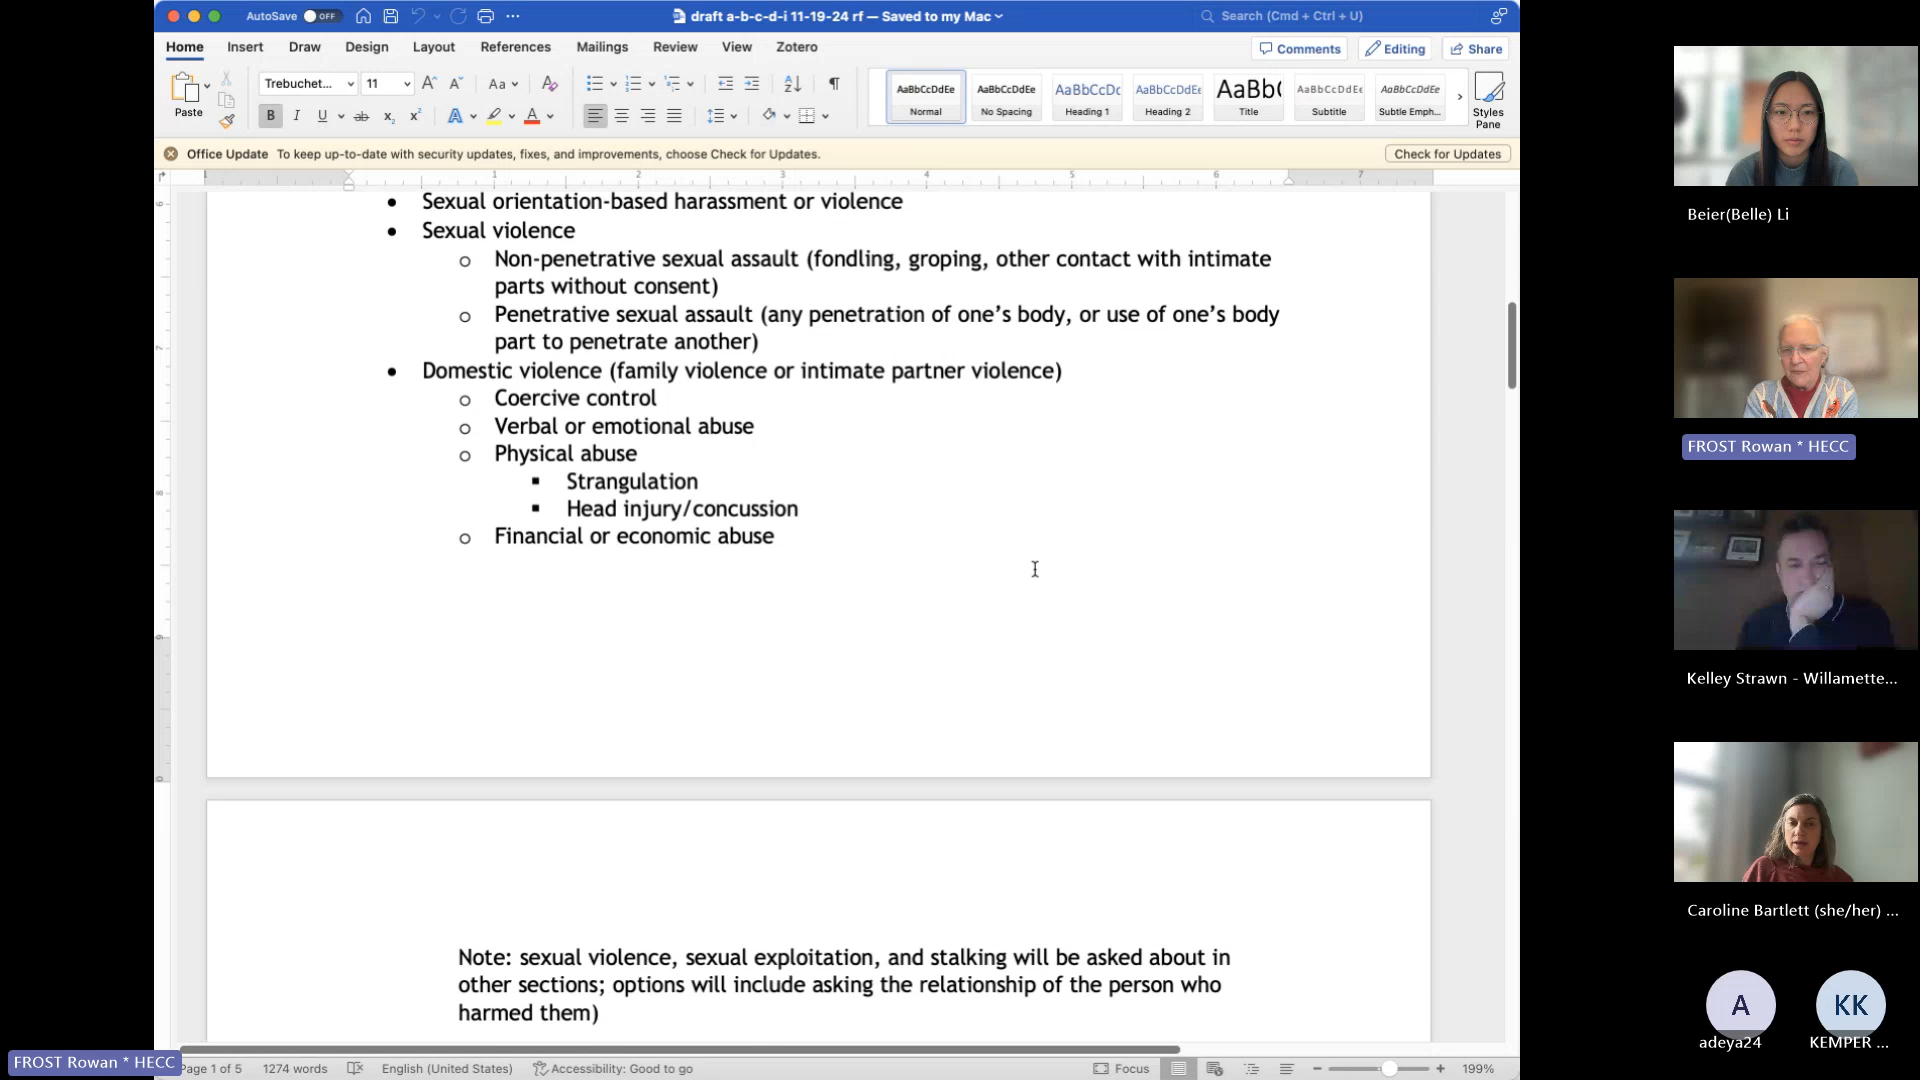 AutoSave OFF
draft a-b-c-d-i 11-19-24 rf — Saved to my Mac
Search (Cmd + Ctrl + U)
Home Insert Draw Design Layout References Mailings Review View Zotero
Comments Editing Share
Paste
Trebuchet... 11
AaBbCcDdEe Normal
AaBbCcDdEe No Spacing
AaBbCcDc Heading 1
AaBbCcDdEe Heading 2
AaBb( Title
AaBbCcDdEe Subtitle
AaBbCcDdEe Subtle Emph...
Styles Pane
Office Update To keep up-to-date with security updates, fixes, and improvements, choose Check for Updates.
Check for Updates
1 1 2 3 4 5 6 7
• Sexual orientation-based harassment or violence
• Sexual violence
o Non-penetrative sexual assault (fondling, groping, other contact with intimate
parts without consent)
o Penetrative sexual assault (any penetration of one’s body, or use of one’s body
part to penetrate another)
• Domestic violence (family violence or intimate partner violence)
o Coercive control
o Verbal or emotional abuse
o Physical abuse
▪ Strangulation
▪ Head injury/concussion
o Financial or economic abuse
Note: sexual violence, sexual exploitation, and stalking will be asked about in
other sections; options will include asking the relationship of the person who
harmed them)
Page 1 of 5 1274 words English (United States) Accessibility: Good to go
Focus 199%
FROST Rowan * HECC
Beier(Belle) Li
FROST Rowan * HECC
Kelley Strawn - Willamette...
Caroline Bartlett (she/her) ...
A
adeya24
KK
KEMPER ...